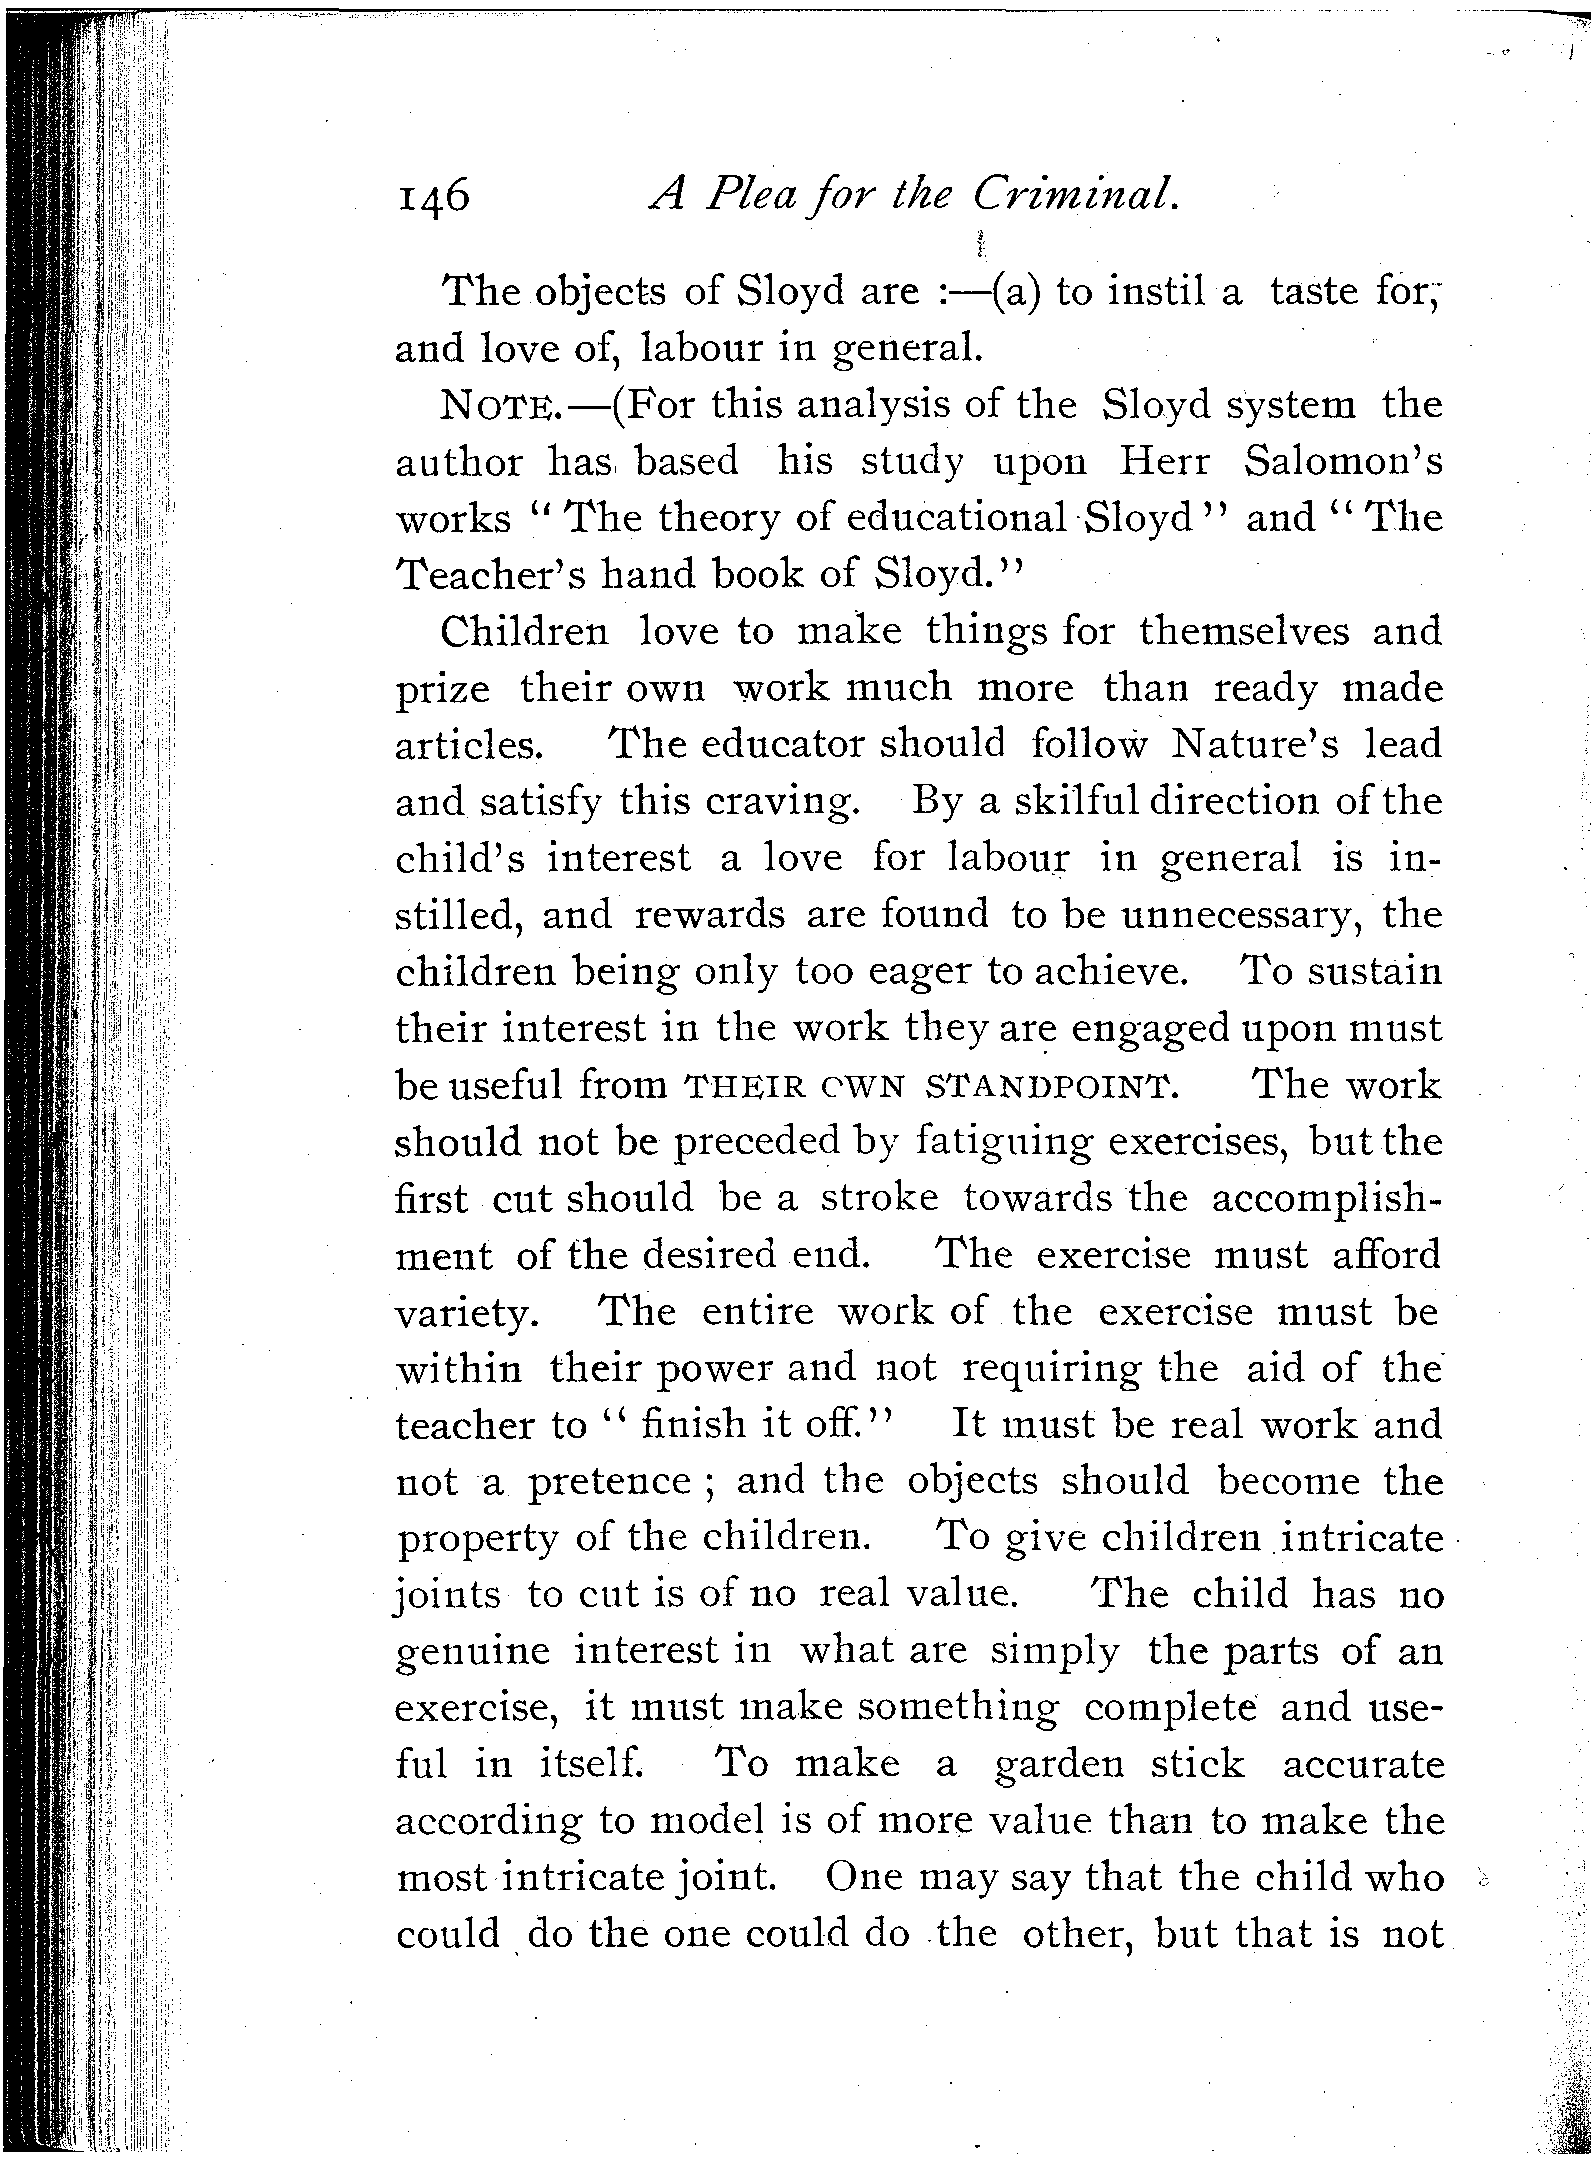 146 A Plea for the Criminal.
The objects of Sloyd are :—(a) to instil a taste for,
and love of, labour in general.
NOTE.—(For this analysis of the Sloyd system the
author has based his study upon Herr Salomon's
works " The theory of educational Sloyd " and " The
Teacher's hand book of Sloyd."
Children love to make things for themselves and
prize their own work much more than ready made
articles. The educator should follow Nature's lead
and satisfy this craving. By a skilful direction of the
child's interest a love for labour in general is in-
stilled, and rewards are found to be unnecessary, the
children being only too eager to achieve. To sustain
their interest in the work they are engaged upon must
be useful from THEIR OWN STANDPOINT. The work
should not be preceded by fatiguing exercises, but the
first cut should be a stroke towards the accomplish-
ment of the desired end. The exercise must afford
variety. The entire work of the exercise must be
within their power and not requiring the aid of the
teacher to " finish it off." It must be real work and
not a pretence ; and the objects should become the
property of the children. To give children intricate
joints to cut is of no real value. The child has no
genuine interest in what are simply the parts of an
exercise, it must make something complete and use-
ful in itself. To make a garden stick accurate
according to model is of more value than to make the
most intricate joint. One may say that the child who
could do the one could do the other, but that is not